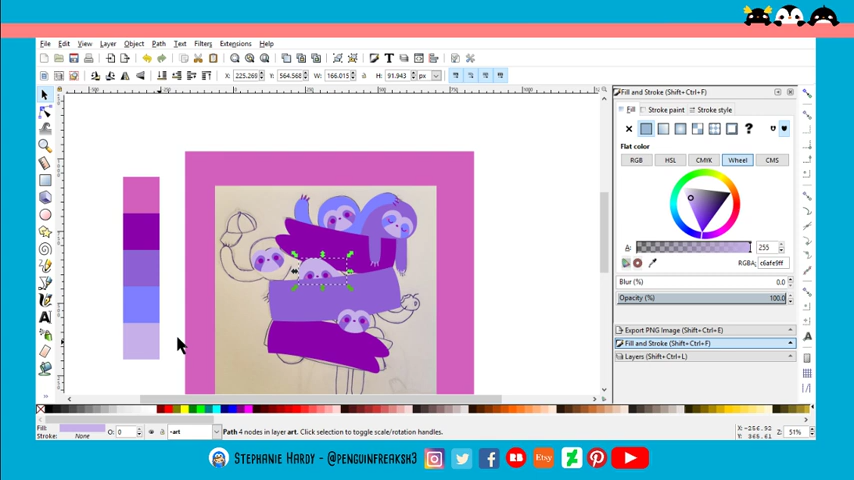 File Edit View Layer Object Path Text Filters Extensions Help
X: 225.269 Y: 564.568 W: 166.015 H: 91.943 px
Fill and Stroke (Shift+Ctrl+F)
Fill Stroke paint Stroke style
Flat color
RGB HSL CMYK Wheel CMS
A: 255
RGBA: c6afe9ff
Blur (%) 0.0
Opacity (%) 100.0
Export PNG Image (Shift+Ctrl+E)
Fill and Stroke (Shift+Ctrl+F)
Layers (Shift+Ctrl+L)
Fill: O: 0 -art Path 4 nodes in layer art. Click selection to toggle scale/rotation handles. X: -256.92 Z: 51%
Stroke: None Y: 365.61
STEPHANIE HARDY - @PENGUINFREAKSH3 RB Etsy YouTube